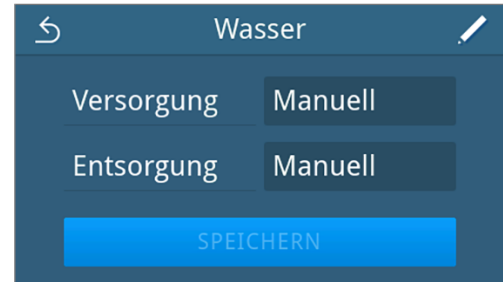 Wasser
Versorgung Manuell
Entsorgung Manuell
SPEICHERN